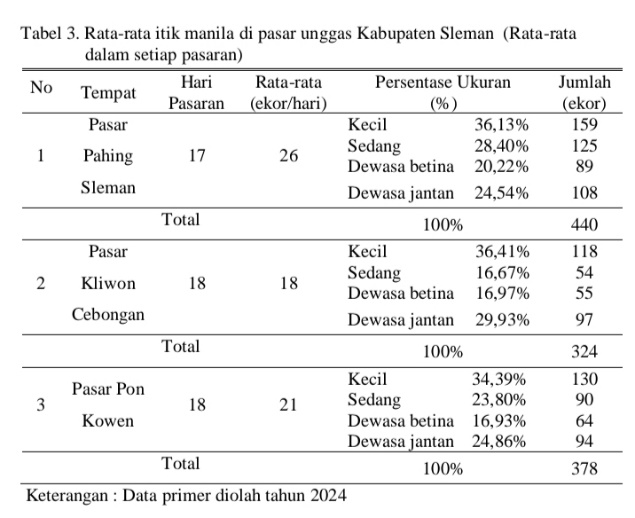 Tabel 3. Rata-rata itik manila di pasar unggas Kabupaten Sleman (Rata-rata
dalam setiap pasaran)
No Tempat Hari Pasaran Rata-rata (ekor/hari) Persentase Ukuran (%) Jumlah (ekor)
1 Pasar Pahing Sleman 17 26 Kecil 36,13% 159
Sedang 28,40% 125
Dewasa betina 20,22% 89
Dewasa jantan 24,54% 108
Total 100% 440
2 Pasar Kliwon Cebongan 18 18 Kecil 36,41% 118
Sedang 16,67% 54
Dewasa betina 16,97% 55
Dewasa jantan 29,93% 97
Total 100% 324
3 Pasar Pon Kowen 18 21 Kecil 34,39% 130
Sedang 23,80% 90
Dewasa betina 16,93% 64
Dewasa jantan 24,86% 94
Total 100% 378
Keterangan : Data primer diolah tahun 2024